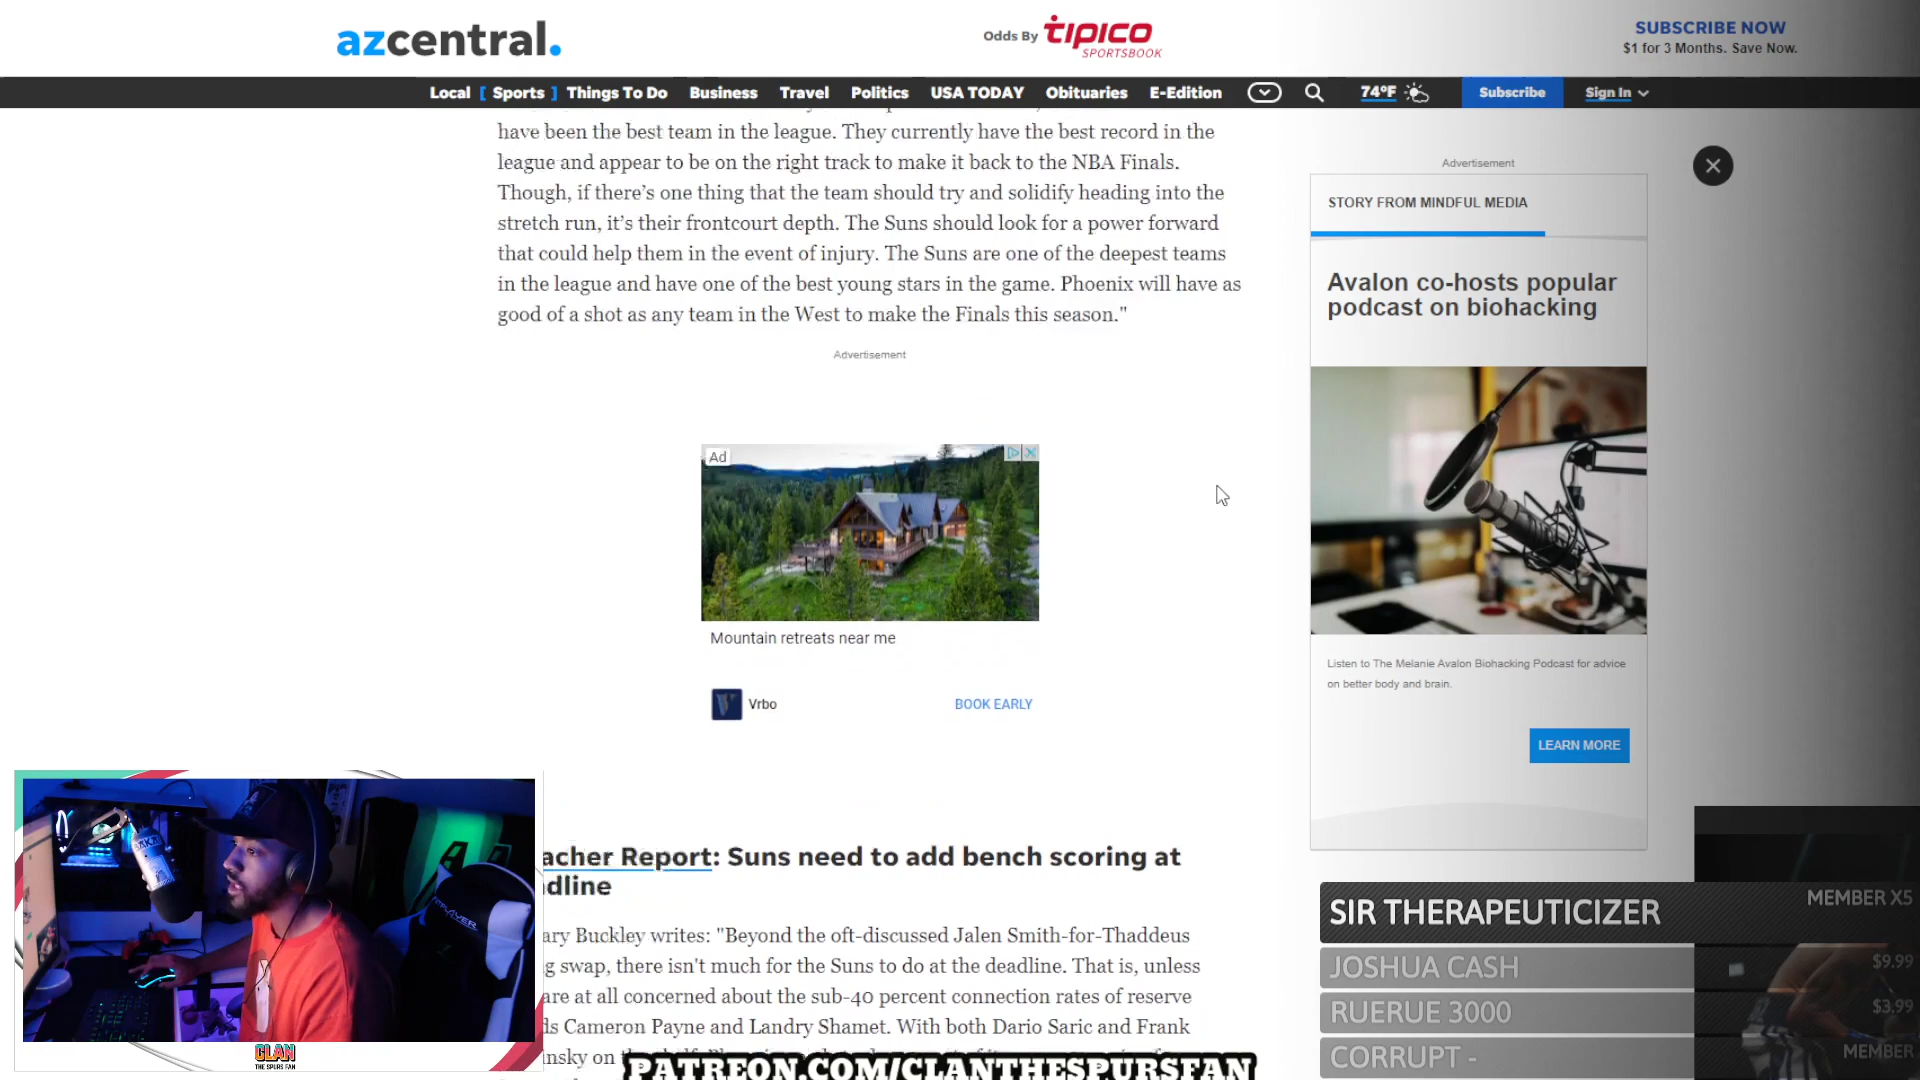 azcentral.
Odds By tipico
SPORTSBOOK
SUBSCRIBE NOW
$1 for 3 Months. Save Now.
Local [ Sports ] Things To Do Business Travel Politics USA TODAY Obituaries E-Edition 74°F Subscribe Sign In
have been the best team in the league. They currently have the best record in the
league and appear to be on the right track to make it back to the NBA Finals.
Though, if there's one thing that the team should try and solidify heading into the
stretch run, it's their frontcourt depth. The Suns should look for a power forward
that could help them in the event of injury. The Suns are one of the deepest teams
in the league and have one of the best young stars in the game. Phoenix will have as
good of a shot as any team in the West to make the Finals this season."
Advertisement
Ad
Mountain retreats near me
Vrbo BOOK EARLY
acher Report: Suns need to add bench scoring at
dline
ary Buckley writes: "Beyond the oft-discussed Jalen Smith-for-Thaddeus
g swap, there isn't much for the Suns to do at the deadline. That is, unless
are at all concerned about the sub-40 percent connection rates of reserve
ds Cameron Payne and Landry Shamet. With both Dario Saric and Frank
insky on
Advertisement
STORY FROM MINDFUL MEDIA
Avalon co-hosts popular
podcast on biohacking
Listen to The Melanie Avalon Biohacking Podcast for advice
on better body and brain.
LEARN MORE
SIR THERAPEUTICIZER MEMBER X5
JOSHUA CASH $9.99
RUERUE 3000 $3.99
CORRUPT - MEMBER
CLAN
THE SPURS FAN
PATREON.COM/CLANTHESPURSFAN